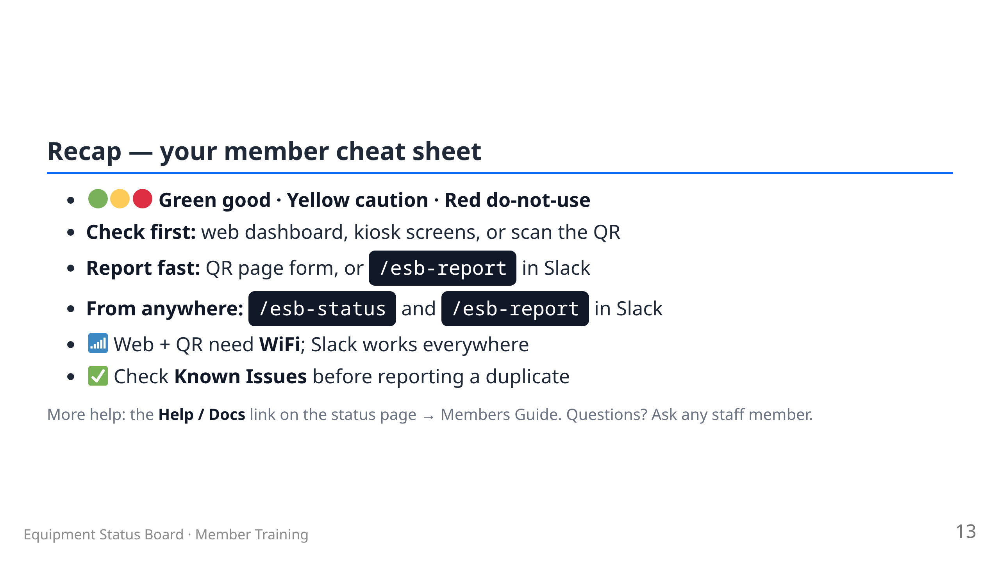 Recap — your member cheat sheet
🟢🟡🔴 Green good · Yellow caution · Red do-not-use
Check first: web dashboard, kiosk screens, or scan the QR
Report fast: QR page form, or /esb-report in Slack
From anywhere: /esb-status and /esb-report in Slack
📶 Web + QR need WiFi; Slack works everywhere
✅ Check Known Issues before reporting a duplicate
More help: the Help / Docs link on the status page → Members Guide. Questions? Ask any staff member.
Equipment Status Board · Member Training
13